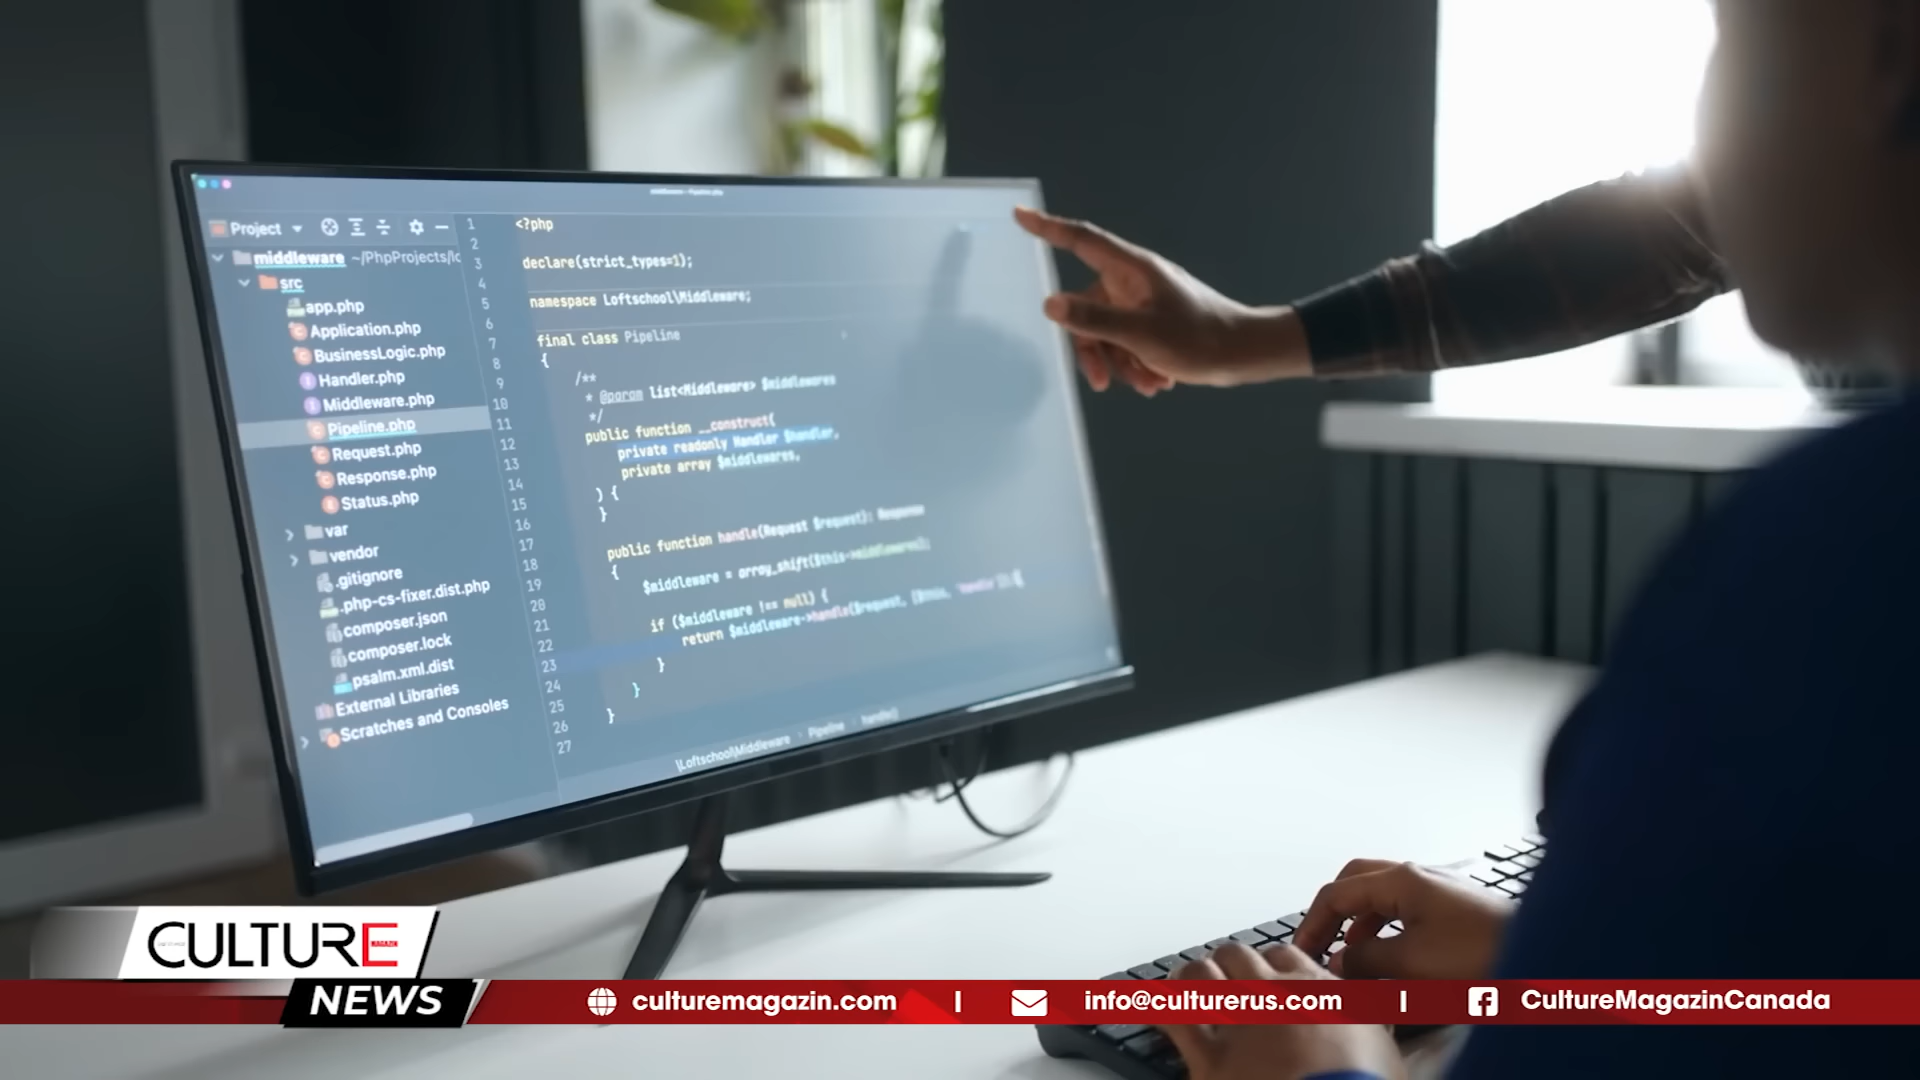 Project
middleware ~/PhpProjects/lo
src
app.php
Application.php
BusinessLogic.php
Handler.php
Middleware.php
Pipeline.php
Request.php
Response.php
Status.php
var
vendor
.gitignore
.php-cs-fixer.dist.php
composer.json
composer.lock
psalm.xml.dist
External Libraries
Scratches and Consoles
1 <?php
2
3 declare(strict_types=1);
4
5 namespace Loftschool\Middleware;
6
7 final class Pipeline
8 {
9 /**
10 * @param list<Middleware> $middlewares
11 */
12 public function __construct(
13 private readonly Handler $handler,
14 private array $middlewares,
15 ) {
16 }
17
18 public function handle(Request $request): Response
19 {
20 $middleware = array_shift($this->middlewares);
21
22 if ($middleware !== null) {
23 return $middleware->handle($request, [$this, 'handle']);
24 }
25 }
26 }
27
\Loftschool\Middleware > Pipeline > handle()
CULTURE
NEWS
culturemagazin.com | info@culturerus.com | CultureMagazinCanada